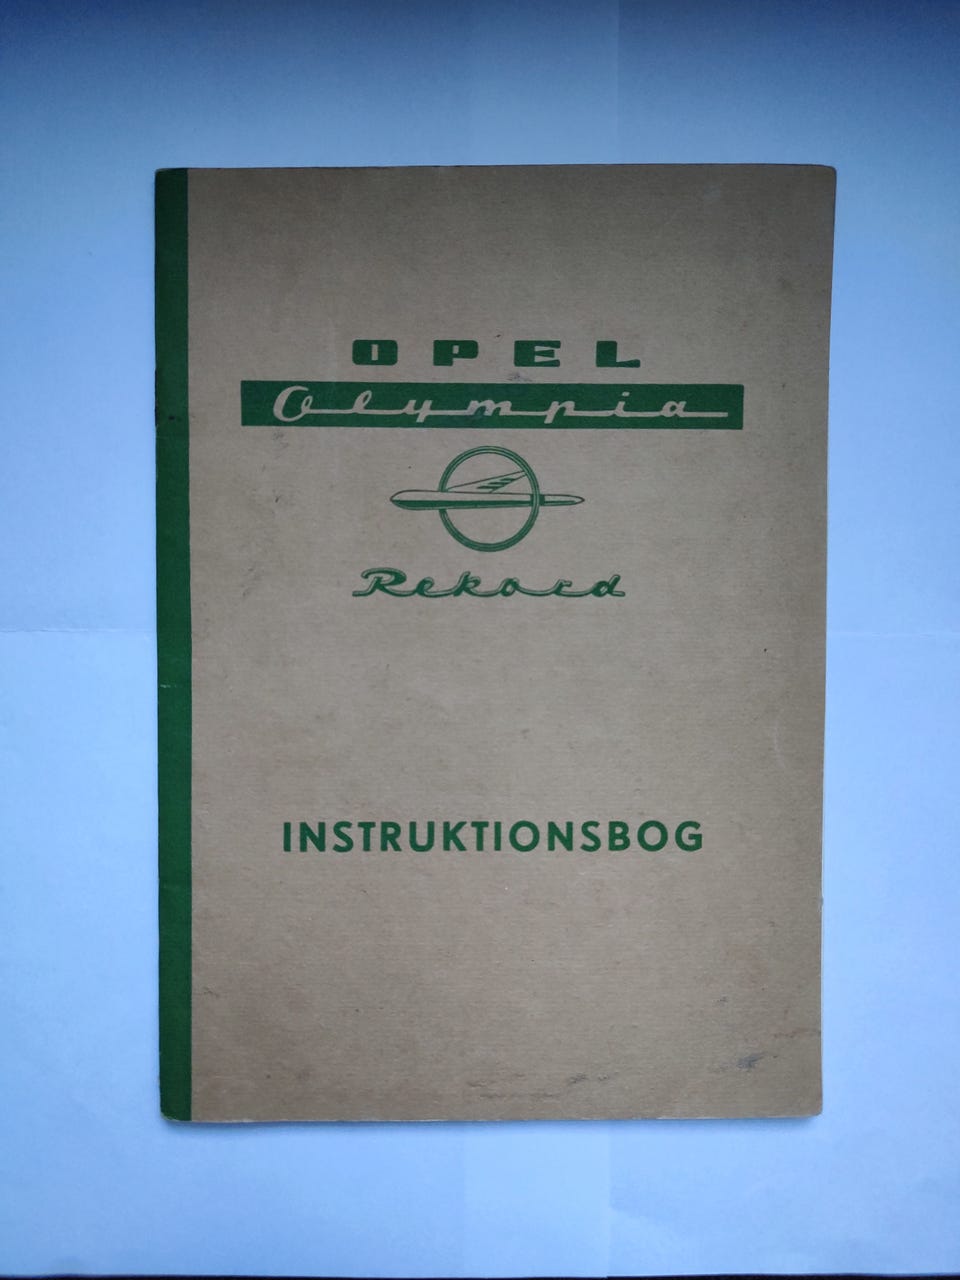 OPEL
Olympia
Rekord
INSTRUKTIONSBOG